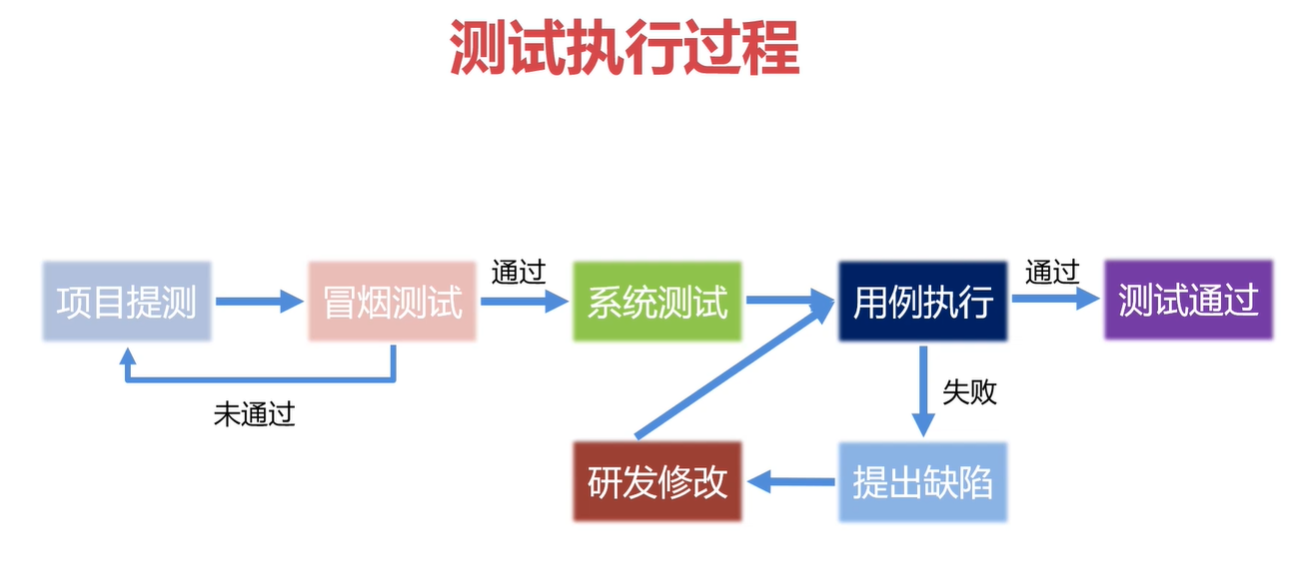 测试执行过程
项目提测
冒烟测试
通过
系统测试
用例执行
通过
测试通过
未通过
失败
研发修改
提出缺陷